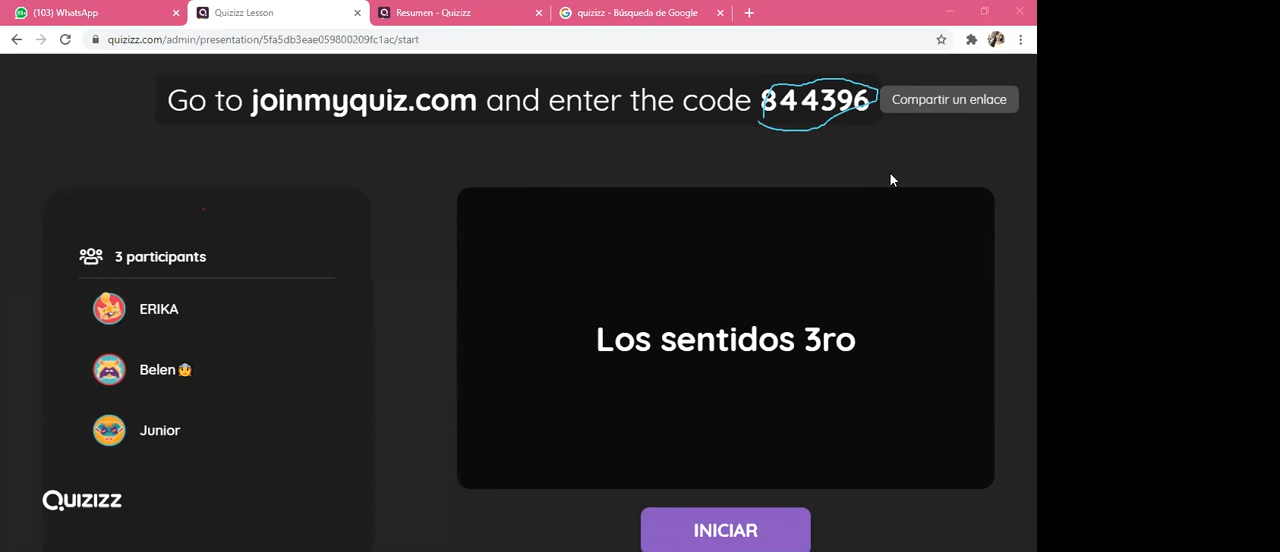 (103) WhatsApp
Quizizz Lesson
Resumen - Quizizz
quizizz - Búsqueda de Google
quizizz.com/admin/presentation/5fa5db3eae059800209fc1ac/start
Go to joinmyquiz.com and enter the code 844396
Compartir un enlace
3 participants
ERIKA
Belen
Junior
Los sentidos 3ro
Quizizz
INICIAR